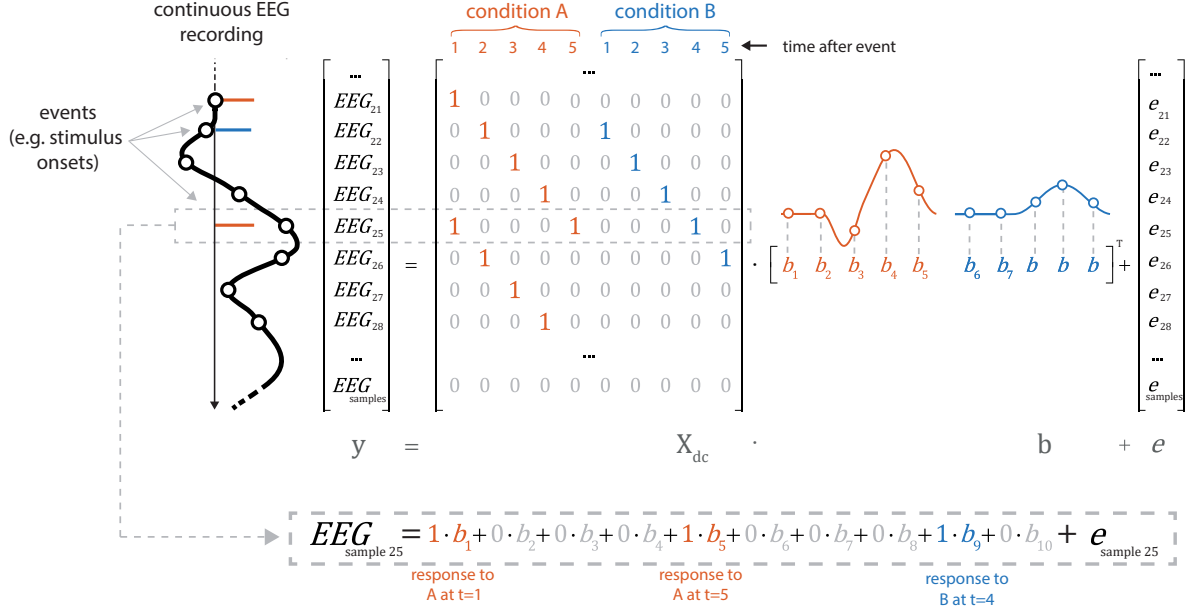 continuous EEG
recording
condition A condition B
1 2 3 4 5 1 2 3 4 5 time after event
events
(e.g. stimulus
onsets)
... ... ...
EEG21 1 0 0 0 0 0 0 0 0 0 e21
EEG22 0 1 0 0 0 1 0 0 0 0 e22
EEG23 0 0 1 0 0 0 1 0 0 0 e23
EEG24 0 0 0 1 0 0 0 1 0 0 e24
EEG25 1 0 0 0 1 0 0 0 1 0 e25
EEG26 = 0 1 0 0 0 0 0 0 0 1 · [b1 b2 b3 b4 b5 b6 b7 b b b]T + e26
EEG27 0 0 1 0 0 0 0 0 0 0 e27
EEG28 0 0 0 1 0 0 0 0 0 0 e28
... ... ...
EEGsamples 0 0 0 0 0 0 0 0 0 0 esamples
y = Xdc · b + e
EEGsample 25 = 1·b1+0·b2+0·b3+0·b4+1·b5+0·b6+0·b7+0·b8+1·b9+0·b10+ esample 25
response to
A at t=1
response to
A at t=5
response to
B at t=4